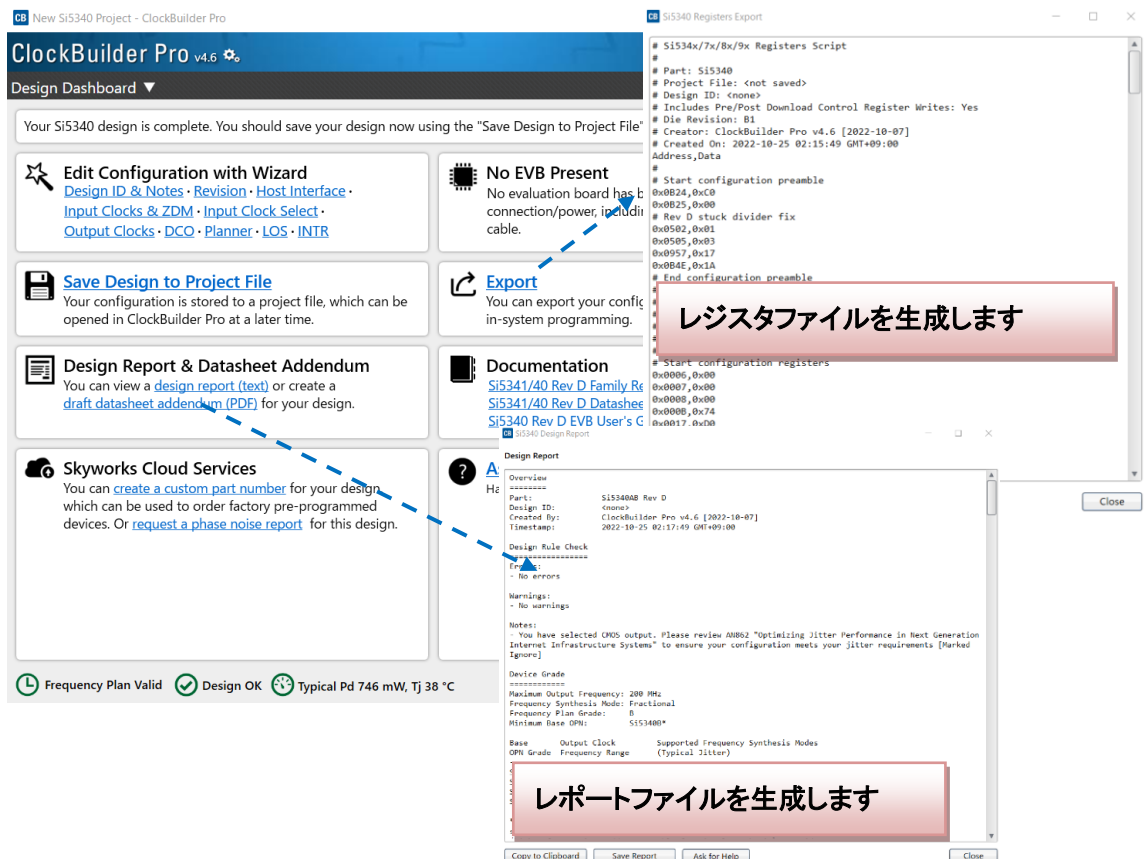 New Si5340 Project - ClockBuilder Pro
ClockBuilder Pro v4.6
Design Dashboard ▼
Your Si5340 design is complete. You should save your design now using the "Save Design to Project File"
Edit Configuration with Wizard
Design ID & Notes · Revision · Host Interface ·
Input Clocks & ZDM · Input Clock Select ·
Output Clocks · DCO · Planner · LOS · INTR
No EVB Present
No evaluation board has b
connection/power, includi
cable.
Save Design to Project File
Your configuration is stored to a project file, which can be
opened in ClockBuilder Pro at a later time.
Export
You can export your config
in-system programming.
Design Report & Datasheet Addendum
You can view a design report (text) or create a
draft datasheet addendum (PDF) for your design.
Documentation
Si5341/40 Rev D Family Re
Si5341/40 Rev D Datashee
Si5340 Rev D EVB User's G
Skyworks Cloud Services
You can create a custom part number for your design,
which can be used to order factory pre-programmed
devices. Or request a phase noise report for this design.
As
Ha
Frequency Plan Valid
Design OK
Typical Pd 746 mW, Tj 38 °C
Si5340 Registers Export
# Si534x/7x/8x/9x Registers Script
#
# Part: Si5340
# Project File: <not saved>
# Design ID: <none>
# Includes Pre/Post Download Control Register Writes: Yes
# Die Revision: B1
# Creator: ClockBuilder Pro v4.6 [2022-10-07]
# Created On: 2022-10-25 02:15:49 GMT+09:00
Address,Data
#
# Start configuration preamble
0x0B24,0xC0
0x0B25,0x00
# Rev D stuck divider fix
0x0502,0x01
0x0505,0x03
0x0957,0x17
0x0B4E,0x1A
# End configuration preamble
レジスタファイルを生成します
# Start configuration registers
0x0006,0x00
0x0007,0x00
0x0008,0x00
0x000B,0x74
0x0017,0xD0
Close
Si5340 Design Report
Design Report
Overview
========
Part: Si5340AB Rev D
Design ID: <none>
Created By: ClockBuilder Pro v4.6 [2022-10-07]
Timestamp: 2022-10-25 02:17:49 GMT+09:00
Design Rule Check
=================
Errors:
- No errors
Warnings:
- No warnings
Notes:
- You have selected CMOS output. Please review AN862 "Optimizing Jitter Performance in Next Generation
Internet Infrastructure Systems" to ensure your configuration meets your jitter requirements [Marked
Ignore]
Device Grade
============
Maximum Output Frequency: 200 MHz
Frequency Synthesis Mode: Fractional
Frequency Plan Grade: B
Minimum Base OPN: Si5340B*
Base Output Clock Supported Frequency Synthesis Modes
OPN Grade Frequency Range (Typical Jitter)
レポートファイルを生成します
Copy to Clipboard
Save Report
Ask for Help
Close